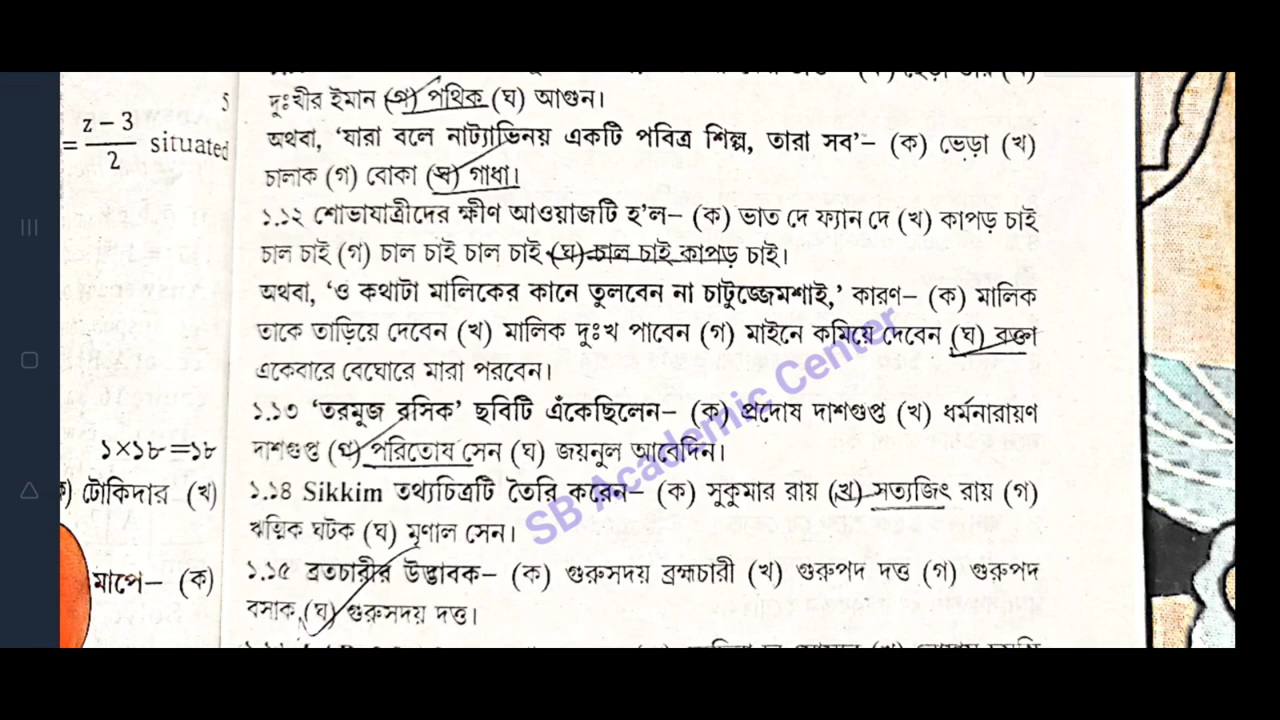 দুঃখীর ইমান (গ) পথিক (ঘ) আগুন।
অথবা, ‘যারা বলে নাট্যাভিনয় একটি পবিত্র শিল্প, তারা সব’– (ক) ভেড়া (খ)
চালাক (গ) বোকা (ঘ) গাধা।
১.১২ শোভাযাত্রীদের ক্ষীণ আওয়াজটি হ’ল– (ক) ভাত দে ফ্যান দে (খ) কাপড় চাই
চাল চাই (গ) চাল চাই চাল চাই (ঘ) চাল চাই কাপড় চাই।
অথবা, ‘ও কথাটা মালিকের কানে তুলবেন না চাটুজ্জেমশাই,’ কারণ– (ক) মালিক
তাকে তাড়িয়ে দেবেন (খ) মালিক দুঃখ পাবেন (গ) মাইনে কমিয়ে দেবেন (ঘ) বক্তা
একেবারে বেঘোরে মারা পরবেন।
১.১৩ ‘তরমুজ রসিক’ ছবিটি এঁকেছিলেন– (ক) প্রদোষ দাশগুপ্ত (খ) ধর্মনারায়ণ
দাশগুপ্ত (গ) পরিতোষ সেন (ঘ) জয়নুল আবেদিন।
১.১৪ Sikkim তথ্যচিত্রটি তৈরি করেন– (ক) সুকুমার রায় (খ) সত্যজিৎ রায় (গ)
ঋত্বিক ঘটক (ঘ) মৃণাল সেন।
১.১৫ ব্রতচারীর উদ্ভাবক– (ক) গুরুসদয় ব্রহ্মচারী (খ) গুরুপদ দত্ত (গ) গুরুপদ
বসাক (ঘ) গুরুসদয় দত্ত।
5
= z – 3 / 2 situated
১×১৮=১৮
ক) টৌকিদার (খ)
মাপে– (ক)
SB Academic Center